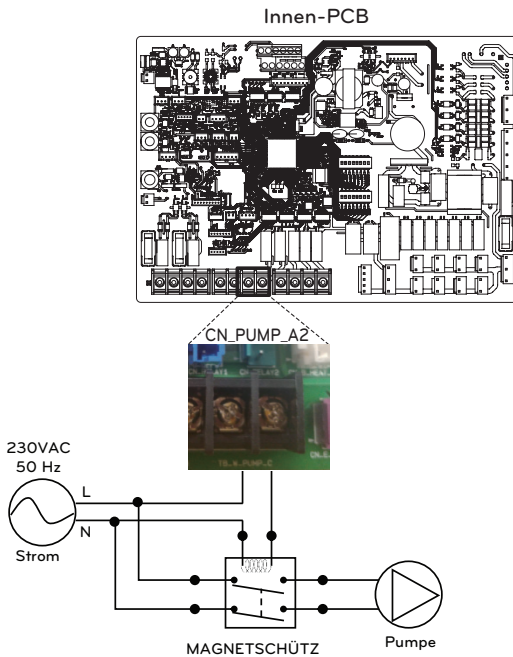 Innen-PCB
CN_PUMP_A2
230VAC
50 Hz
L
N
Strom
MAGNETSCHÜTZ
Pumpe